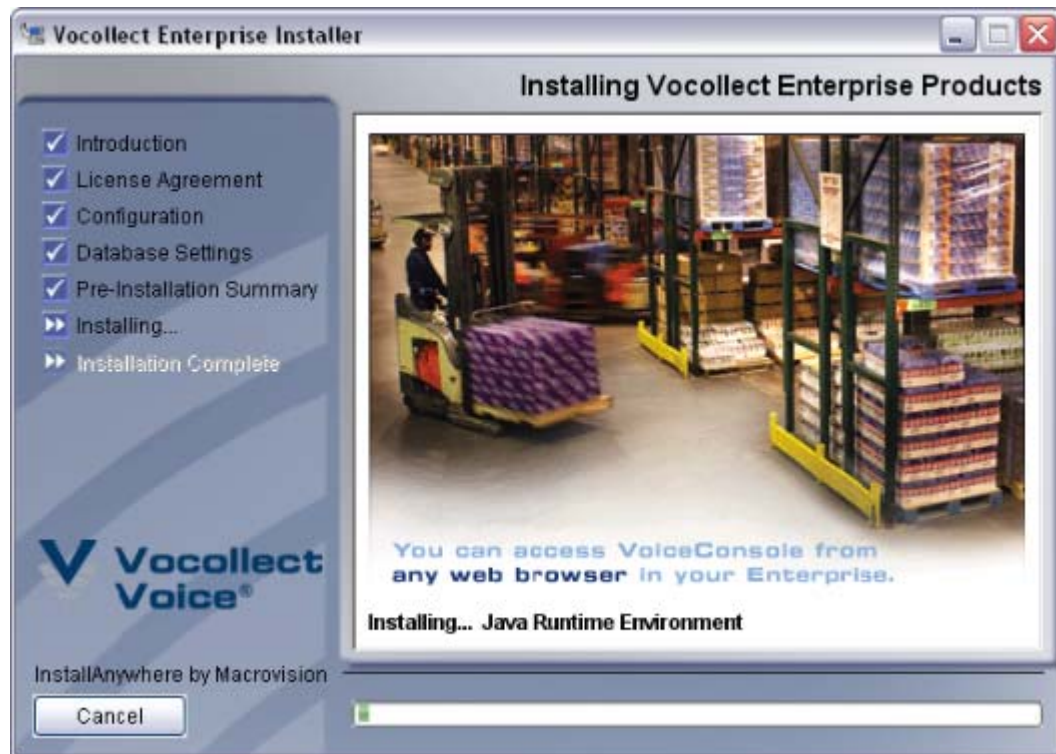 Vocollect Enterprise Installer
Installing Vocollect Enterprise Products
Introduction
License Agreement
Configuration
Database Settings
Pre-Installation Summary
Installing...
Installation Complete
Vocollect
Voice®
You can access VoiceConsole from
any web browser in your Enterprise.
Installing... Java Runtime Environment
InstallAnywhere by Macrovision
Cancel